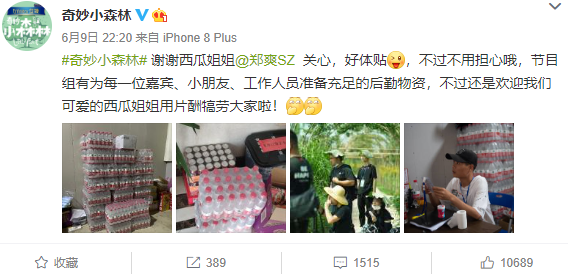 奇妙小森林
6月9日 22:20 来自 iPhone 8 Plus
#奇妙小森林# 谢谢西瓜姐姐@郑爽SZ 关心，好体贴，不过不用担心哦，节目
组有为每一位嘉宾、小朋友、工作人员准备充足的后勤物资，不过还是欢迎我们
可爱的西瓜姐姐用片酬犒劳大家啦！
收藏
389
1515
10689